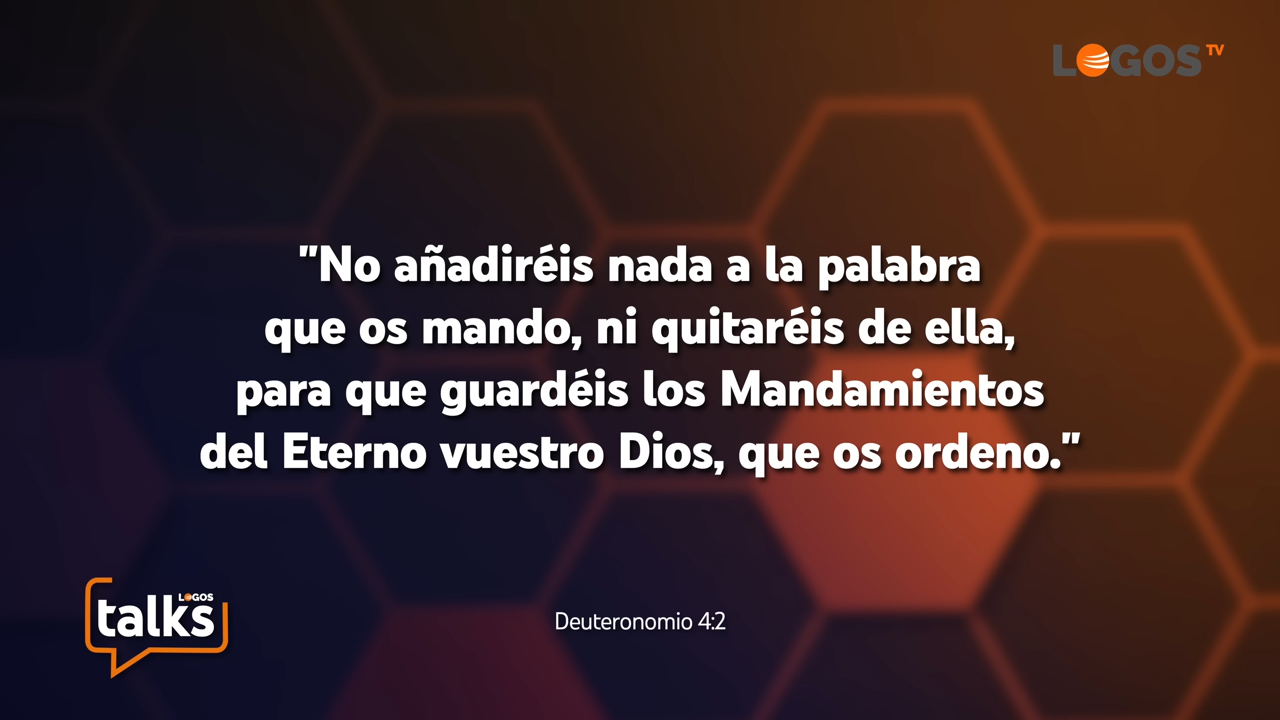 LOGOS TV
"No añadiréis nada a la palabra
que os mando, ni quitaréis de ella,
para que guardéis los Mandamientos
del Eterno vuestro Dios, que os ordeno."
LOGOS
talks
Deuteronomio 4:2